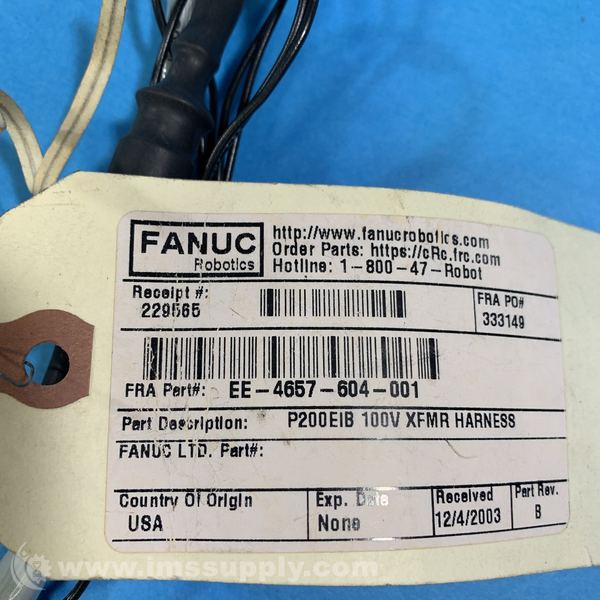 FANUC
Robotics
http://www.fanucrobotics.com
Order Parts: https://cRc.frc.com
Hotline: 1-800-47-Robot
Receipt #:
229565
FRA PO#
333149
FRA Part#: EE-4657-604-001
Part Description: P200EIB 100V XFMR HARNESS
FANUC LTD. Part#:
Country Of Origin
USA
Exp. Date
None
Received
12/4/2003
Part Rev.
B
www.imssupply.com